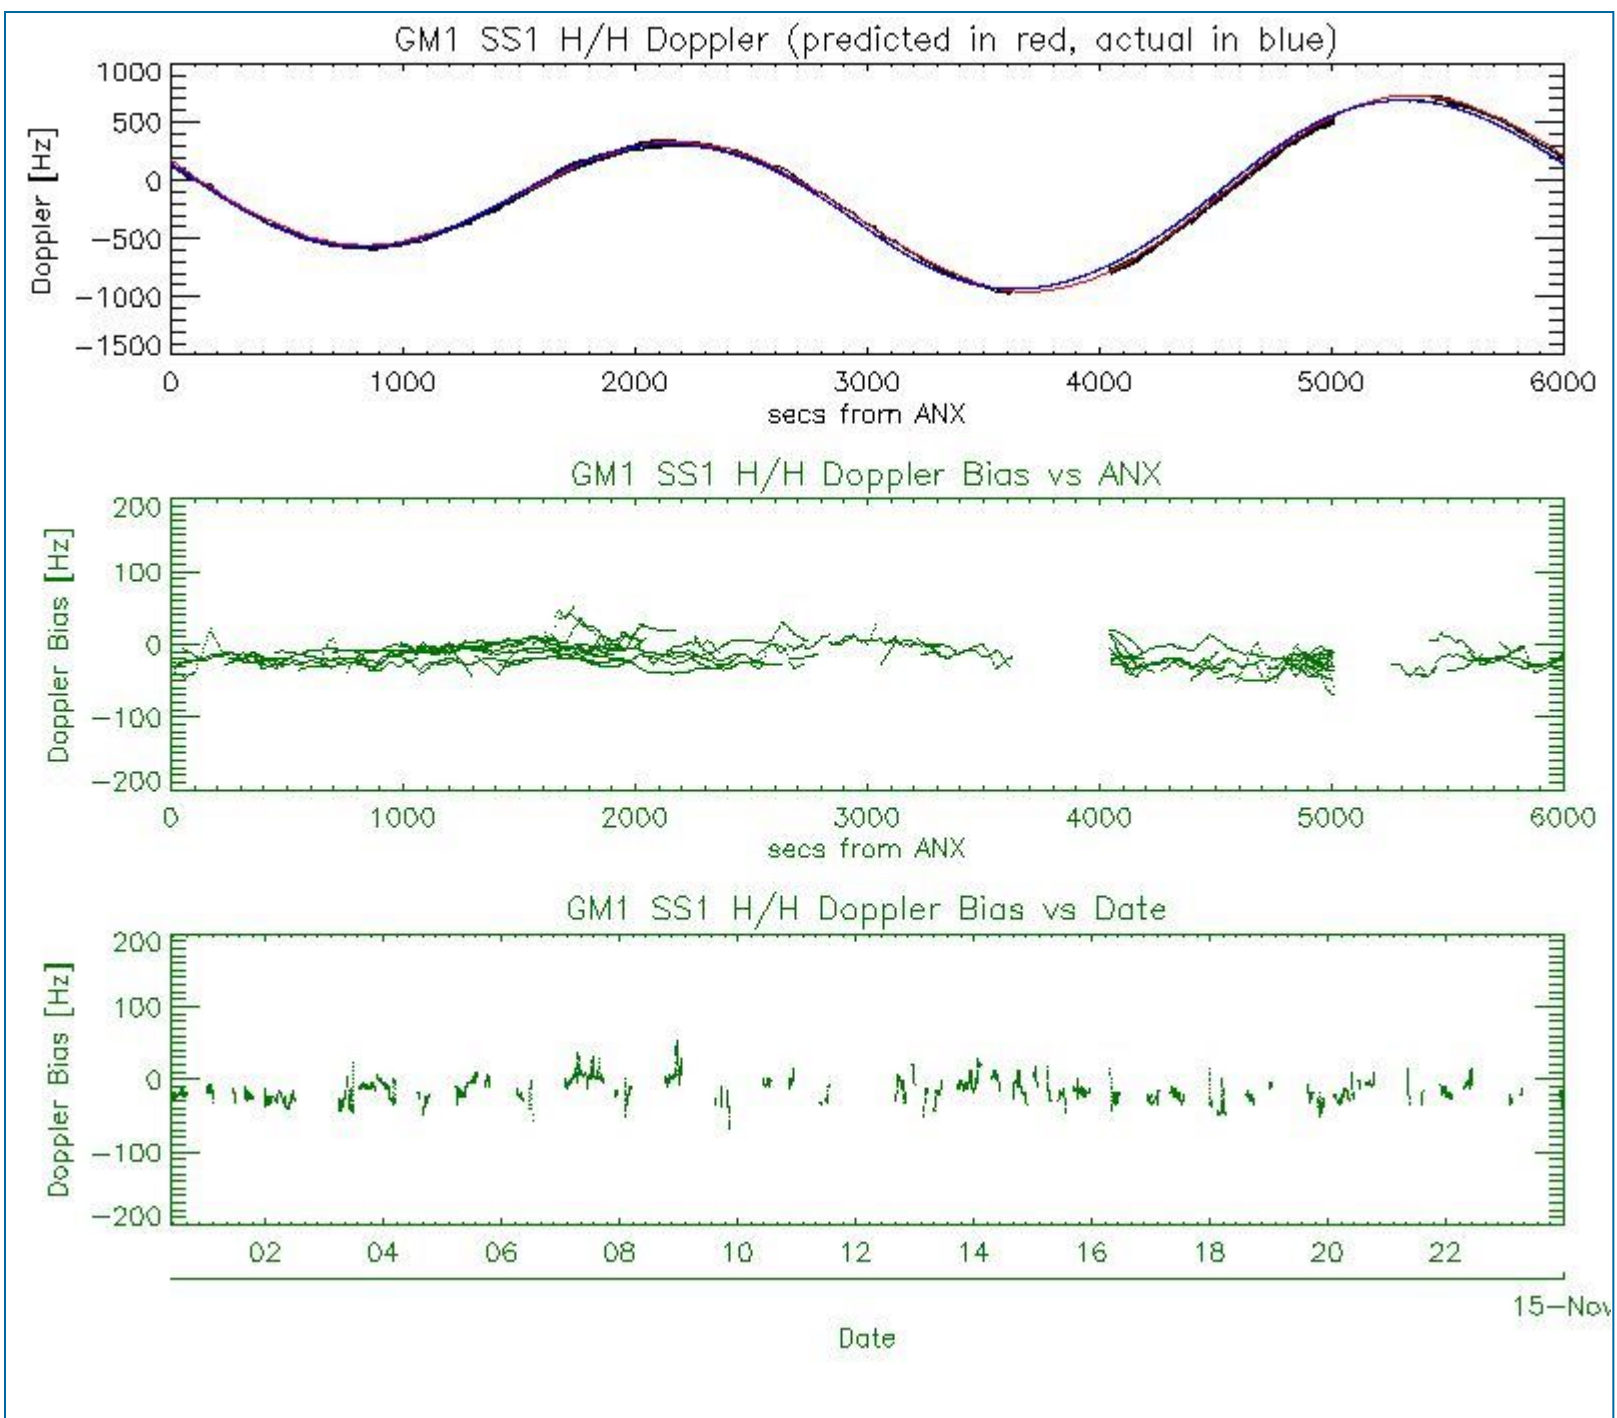 GM1 SS1 H/H Doppler (predicted in red, actual in blue)
1000
500
0
−500
−1000
−1500
Doppler [Hz]
0 1000 2000 3000 4000 5000 6000
secs from ANX
GM1 SS1 H/H Doppler Bias vs ANX
200
100
0
−100
−200
Doppler Bias [Hz]
0 1000 2000 3000 4000 5000 6000
secs from ANX
GM1 SS1 H/H Doppler Bias vs Date
200
100
0
−100
−200
Doppler Bias [Hz]
02 04 06 08 10 12 14 16 18 20 22
15−Nov
Date